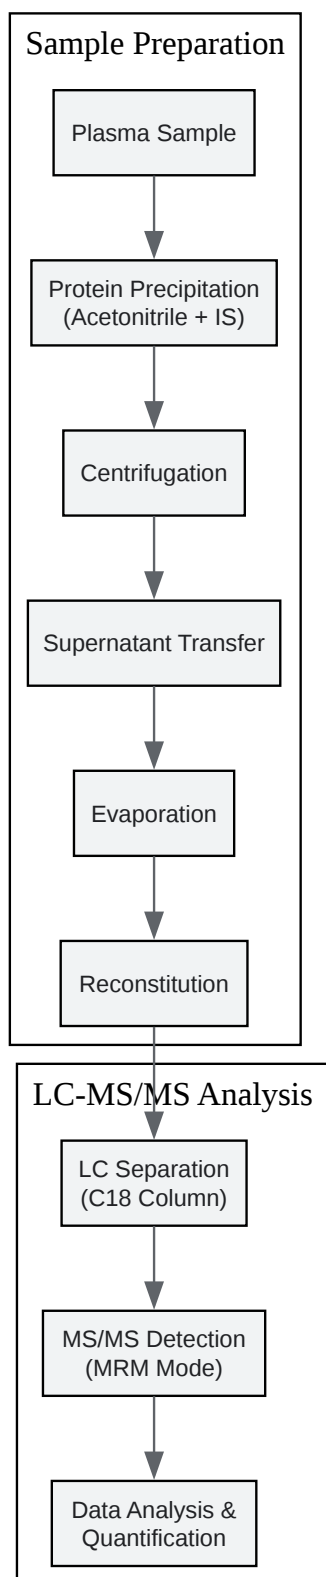 Sample Preparation
Plasma Sample
Protein Precipitation
(Acetonitrile + IS)
Centrifugation
Supernatant Transfer
Evaporation
Reconstitution
LC-MS/MS Analysis
LC Separation
(C18 Column)
MS/MS Detection
(MRM Mode)
Data Analysis &
Quantification